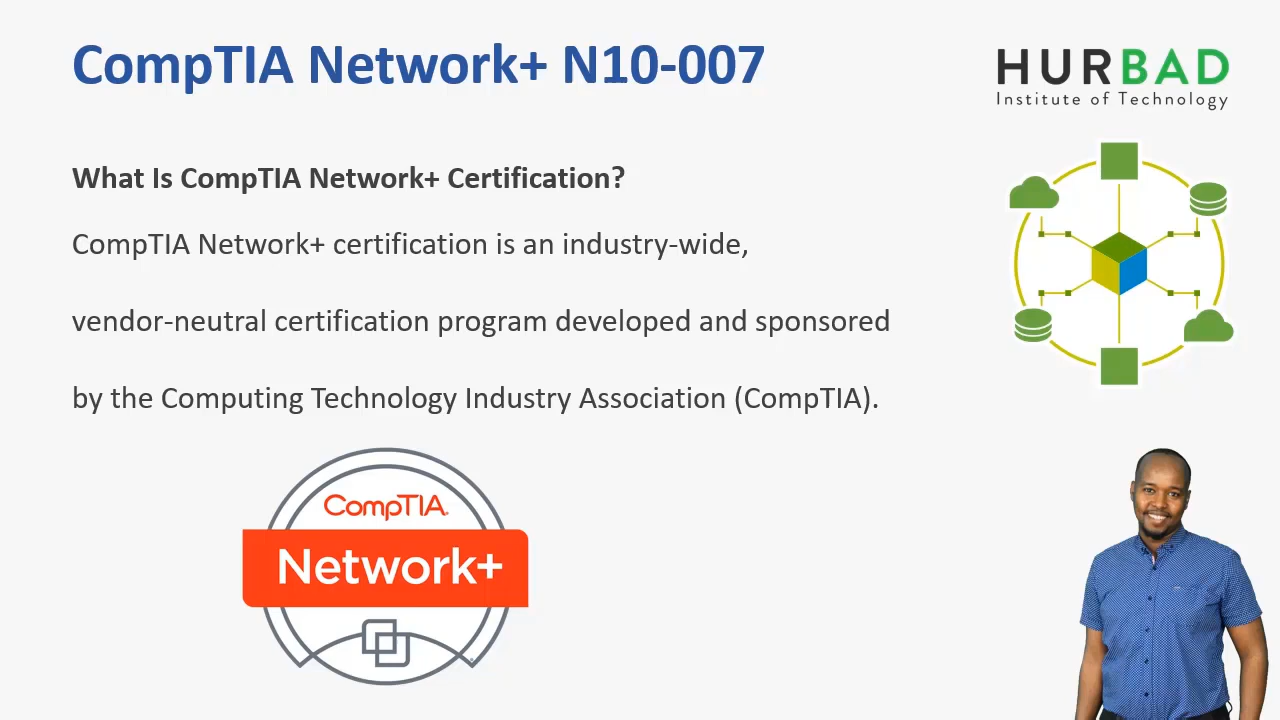 CompTIA Network+ N10-007
HURBAD
Institute of Technology
What Is CompTIA Network+ Certification?
CompTIA Network+ certification is an industry-wide,
vendor-neutral certification program developed and sponsored
by the Computing Technology Industry Association (CompTIA).
CompTIA.
Network+